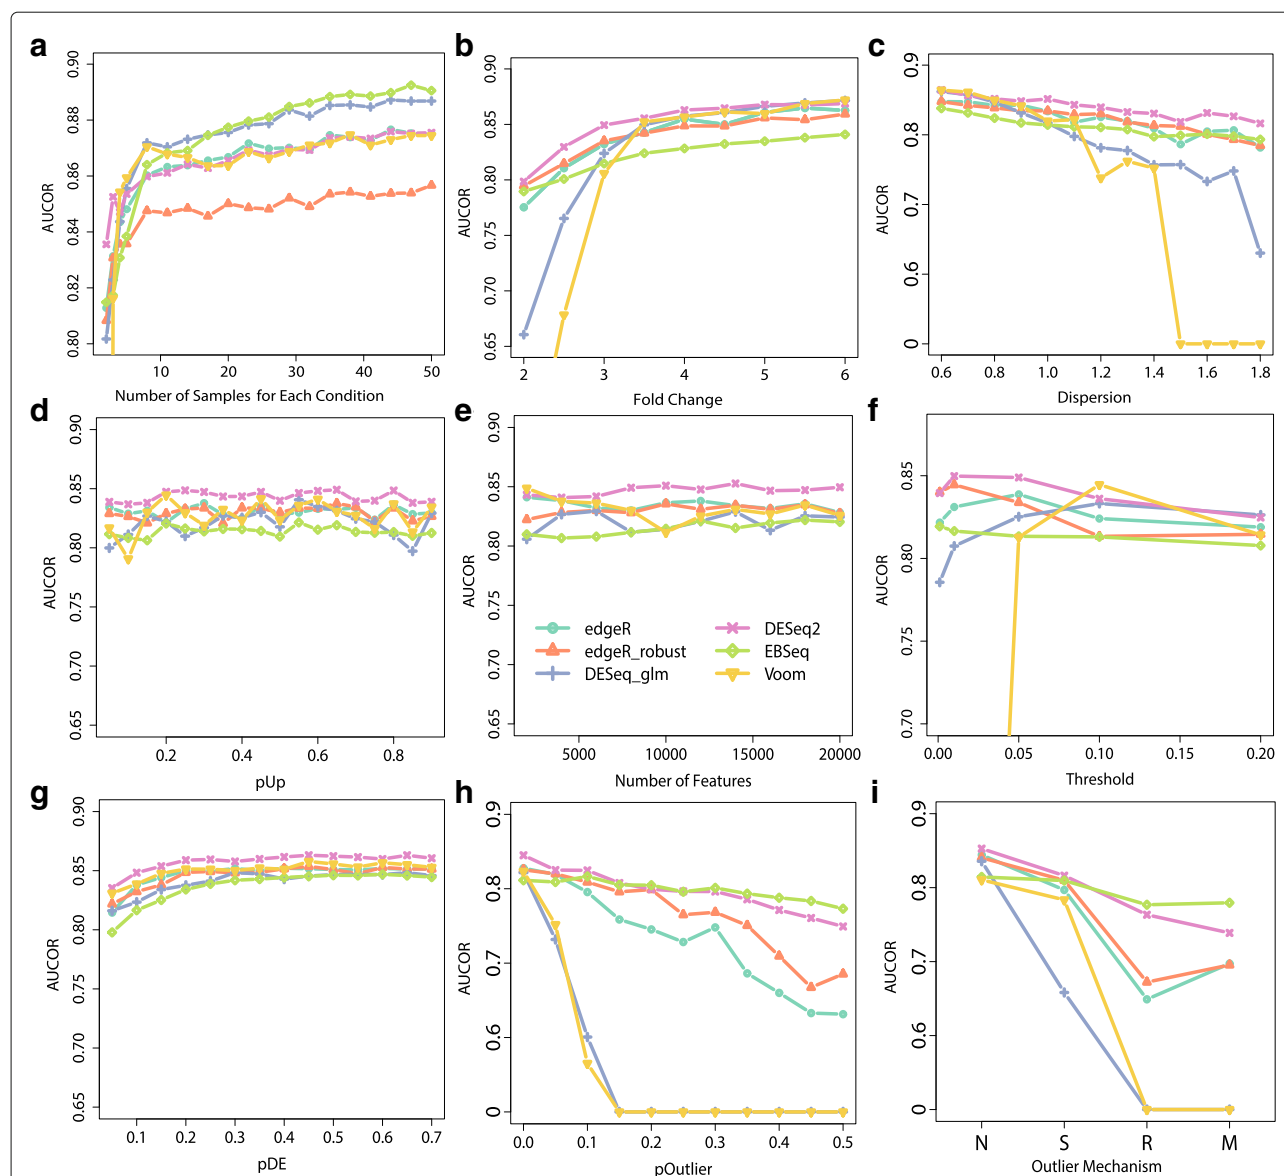 a
0.80
0.82
0.84
0.86
0.88
0.90
AUCOR
10
20
30
40
50
Number of Samples for Each Condition
b
0.65
0.70
0.75
0.80
0.85
0.90
AUCOR
2
3
4
5
6
Fold Change
c
0
0.6
0.7
0.8
0.9
AUCOR
0.6
0.8
1.0
1.2
1.4
1.6
1.8
Dispersion
d
0.65
0.70
0.75
0.80
0.85
0.90
AUCOR
0.2
0.4
0.6
0.8
pUp
e
0.65
0.70
0.75
0.80
0.85
0.90
AUCOR
edgeR
edgeR_robust
DESeq_glm
DESeq2
EBSeq
Voom
5000
10000
15000
20000
Number of Features
f
0.70
0.75
0.80
0.85
AUCOR
0.00
0.05
0.10
0.15
0.20
Threshold
g
0.65
0.70
0.75
0.80
0.85
0.90
AUCOR
0.1
0.2
0.3
0.4
0.5
0.6
0.7
pDE
h
0
0.6
0.7
0.8
0.9
AUCOR
0.0
0.1
0.2
0.3
0.4
0.5
pOutlier
i
0
0.6
0.7
0.8
0.9
AUCOR
N
S
R
M
Outlier Mechanism